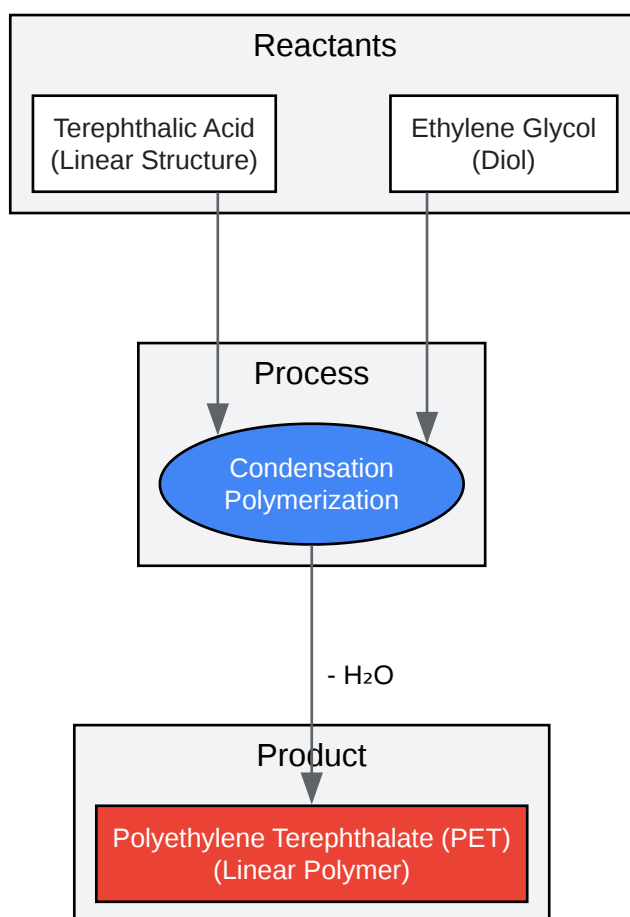 Reactants
Terephthalic Acid
(Linear Structure)
Ethylene Glycol
(Diol)
Process
Condensation
Polymerization
- H₂O
Product
Polyethylene Terephthalate (PET)
(Linear Polymer)